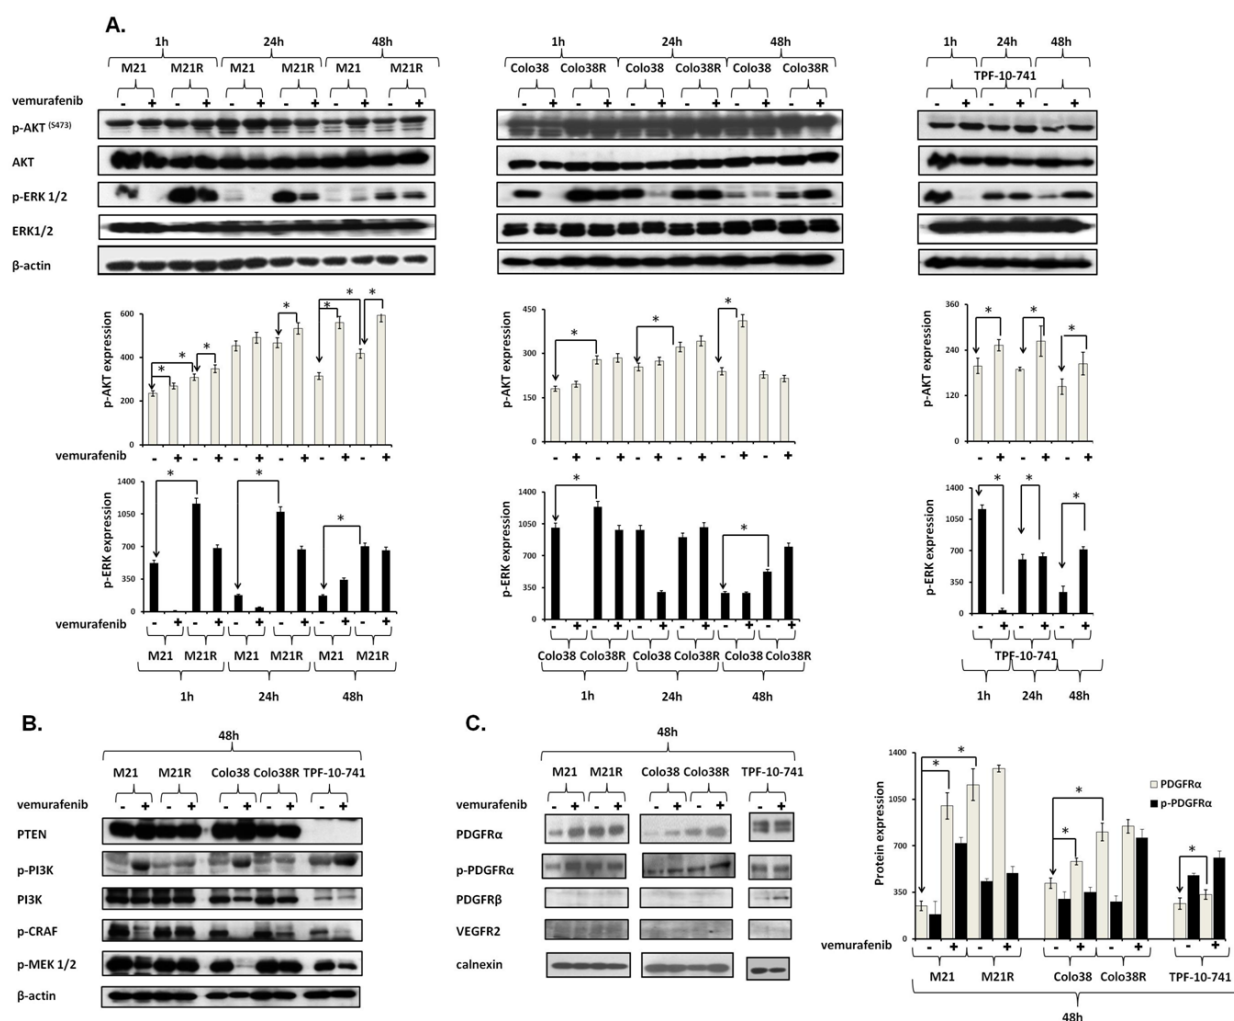 A.
1h 24h 48h
M21 M21R M21 M21R M21 M21R
vemurafenib - + - + - + - + - + - +
p-AKT (S473)
AKT
p-ERK 1/2
ERK1/2
β-actin
1h 24h 48h
Colo38 Colo38R Colo38 Colo38R Colo38 Colo38R
- + - + - + - + - + - +
1h 24h 48h
TPF-10-741
- + - + - +
p-AKT expression
600
400
200
0
* * * * * *
vemurafenib - + - + - + - + - + - +
p-AKT expression
450
300
150
0
* * *
- + - + - + - + - + - +
p-AKT expression
360
240
120
0
* * *
- + - + - +
p-ERK expression
1400
1050
700
350
0
* * *
vemurafenib - + - + - + - + - + - +
M21 M21R M21 M21R M21 M21R
1h 24h 48h
p-ERK expression
1400
1050
700
350
0
* *
- + - + - + - + - + - +
Colo38 Colo38R Colo38 Colo38R Colo38 Colo38R
1h 24h 48h
p-ERK expression
1400
1050
700
350
0
* * *
- + - + - +
TPF-10-741
1h 24h 48h
B.
48h
M21 M21R Colo38 Colo38R TPF-10-741
vemurafenib - + - + - + - + - +
PTEN
p-PI3K
PI3K
p-CRAF
p-MEK 1/2
β-actin
C.
48h
M21 M21R Colo38 Colo38R TPF-10-741
vemurafenib - + - + - + - + - +
PDGFRα
p-PDGFRα
PDGFRβ
VEGFR2
calnexin
Protein expression
1400
1050
700
350
0
* * * * *
PDGFRα
p-PDGFRα
vemurafenib - + - + - + - + - +
M21 M21R Colo38 Colo38R TPF-10-741
48h